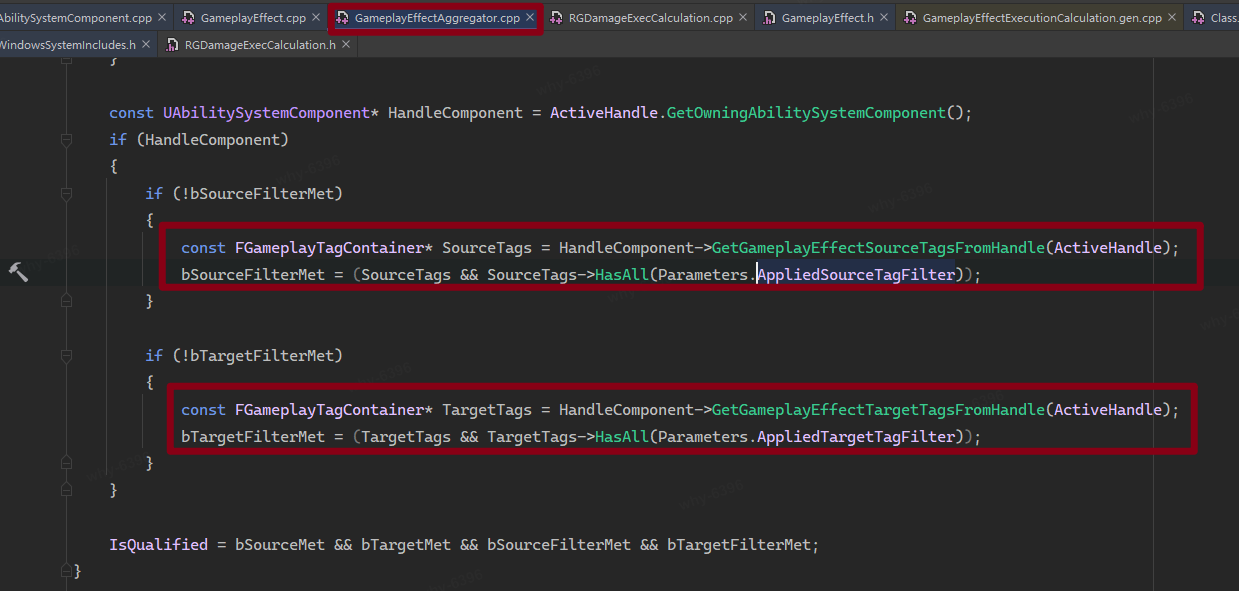 AbilitySystemComponent.cpp × GameplayEffect.cpp × GameplayEffectAggregator.cpp × RGDamageExecCalculation.cpp × GameplayEffect.h × GameplayEffectExecutionCalculation.gen.cpp × Class.
WindowsSystemIncludes.h × RGDamageExecCalculation.h ×
}
const UAbilitySystemComponent* HandleComponent = ActiveHandle.GetOwningAbilitySystemComponent();
if (HandleComponent)
{
if (!bSourceFilterMet)
{
const FGameplayTagContainer* SourceTags = HandleComponent->GetGameplayEffectSourceTagsFromHandle(ActiveHandle);
bSourceFilterMet = (SourceTags && SourceTags->HasAll(Parameters.AppliedSourceTagFilter));
}
if (!bTargetFilterMet)
{
const FGameplayTagContainer* TargetTags = HandleComponent->GetGameplayEffectTargetTagsFromHandle(ActiveHandle);
bTargetFilterMet = (TargetTags && TargetTags->HasAll(Parameters.AppliedTargetTagFilter));
}
}
IsQualified = bSourceMet && bTargetMet && bSourceFilterMet && bTargetFilterMet;
}